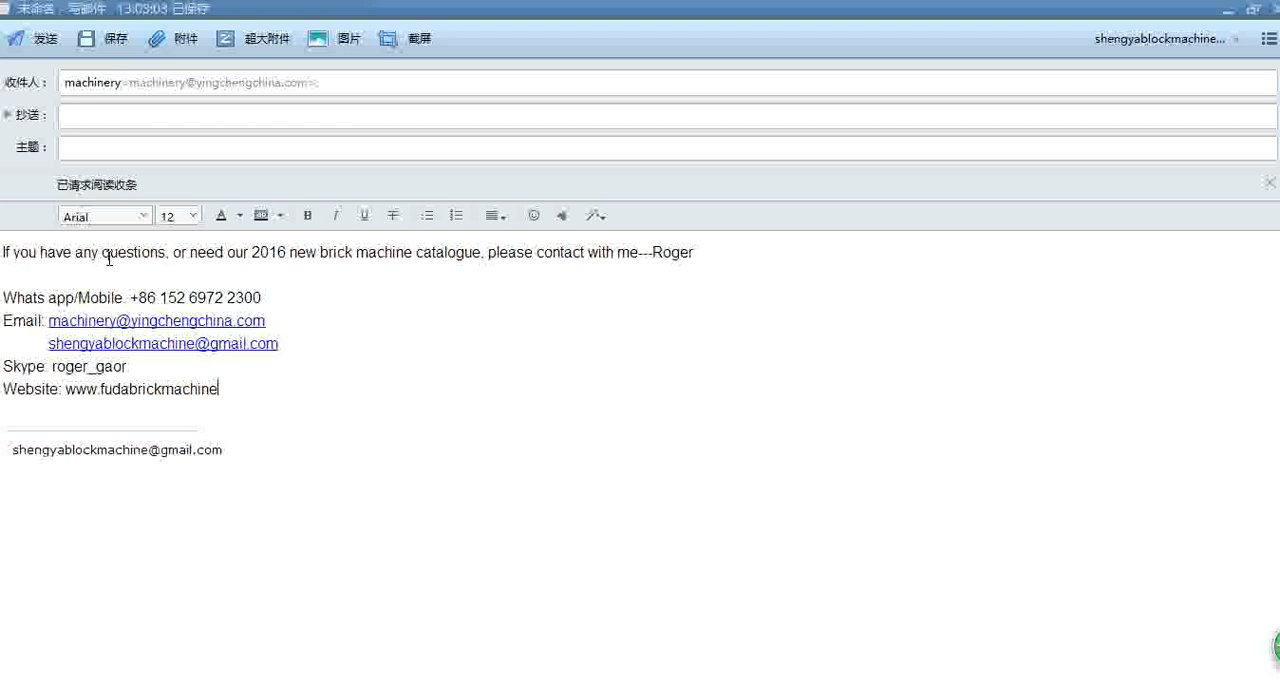 未命名 - 写邮件 13:03:03 已保存
发送 保存 附件 超大附件 图片 截屏 shengyablockmachine...
收件人： machinery<machinery@yingchengchina.com>;
抄送：
主题：
已请求阅读收条
Arial 12
If you have any questions, or need our 2016 new brick machine catalogue, please contact with me---Roger
Whats app/Mobile: +86 152 6972 2300
Email: machinery@yingchengchina.com
shengyablockmachine@gmail.com
Skype: roger_gaor
Website: www.fudabrickmachine
shengyablockmachine@gmail.com